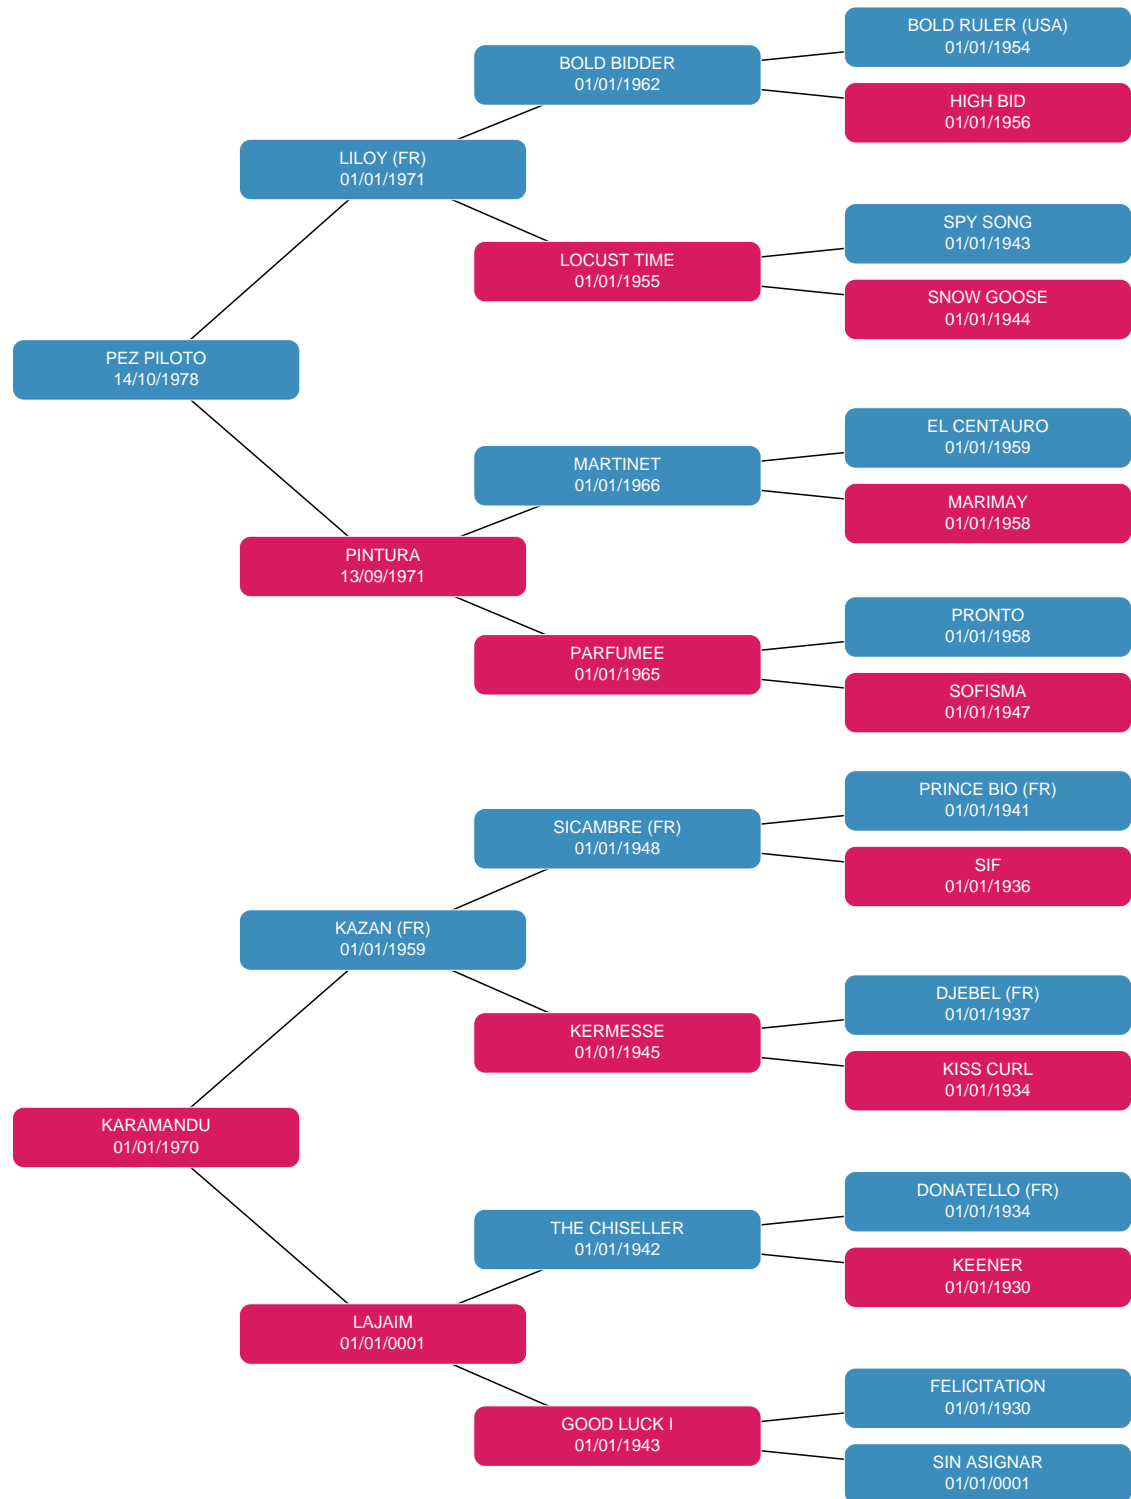 BOLD RULER (USA)
01/01/1954
BOLD BIDDER
01/01/1962
HIGH BID
01/01/1956
LILOY (FR)
01/01/1971
SPY SONG
01/01/1943
LOCUST TIME
01/01/1955
SNOW GOOSE
01/01/1944
PEZ PILOTO
14/10/1978
EL CENTAURO
01/01/1959
MARTINET
01/01/1966
MARIMAY
01/01/1958
PINTURA
13/09/1971
PRONTO
01/01/1958
PARFUMEE
01/01/1965
SOFISMA
01/01/1947
PRINCE BIO (FR)
01/01/1941
SICAMBRE (FR)
01/01/1948
SIF
01/01/1936
KAZAN (FR)
01/01/1959
DJEBEL (FR)
01/01/1937
KERMESSE
01/01/1945
KISS CURL
01/01/1934
KARAMANDU
01/01/1970
DONATELLO (FR)
01/01/1934
THE CHISELLER
01/01/1942
KEENER
01/01/1930
LAJAIM
01/01/0001
FELICITATION
01/01/1930
GOOD LUCK I
01/01/1943
SIN ASIGNAR
01/01/0001